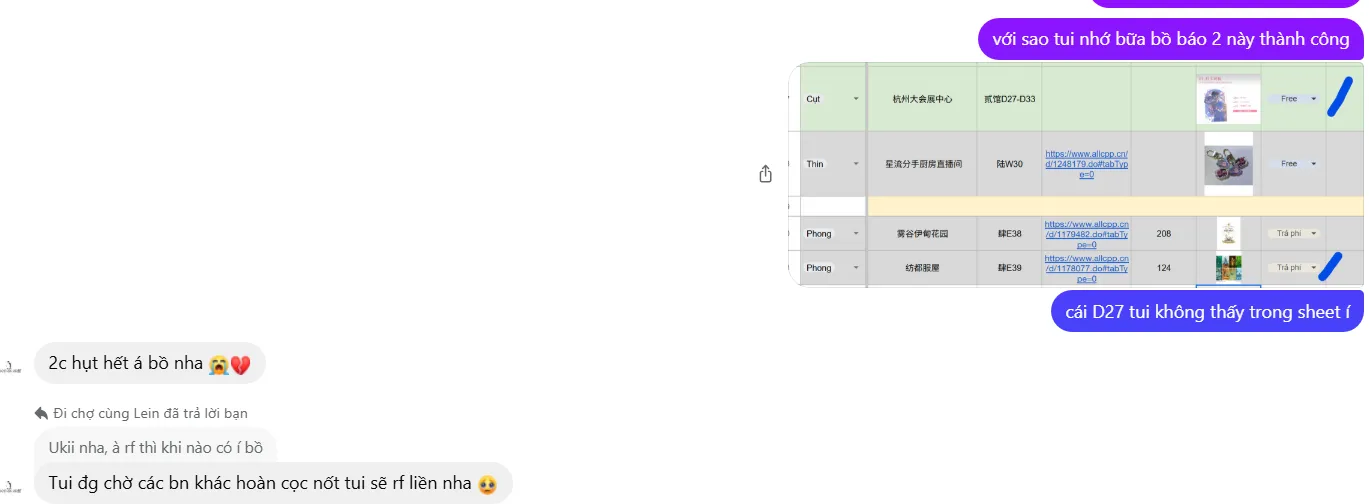 với sao tui nhớ bữa bồ báo 2 này thành công
Cụt 杭州大会展中心 贰馆D27-D33 Free
Thìn 星流分手厨房直播间 陆W30 https://www.allcpp.cn/d/1248179.do#tabType=0 Free
Phong 雾谷伊甸花园 肆E38 https://www.allcpp.cn/d/1179482.do#tabType=0 208 Trả phí
Phong 纺都服屋 肆E39 https://www.allcpp.cn/d/1178077.do#tabType=0 124 Trả phí
cái D27 tui không thấy trong sheet í
2c hụt hết á bồ nha 😭💔
Đi chợ cùng Lein đã trả lời bạn
Ukii nha, à rf thì khi nào có í bồ
Tui đg chờ các bn khác hoàn cọc nốt tui sẽ rf liền nha 🥹